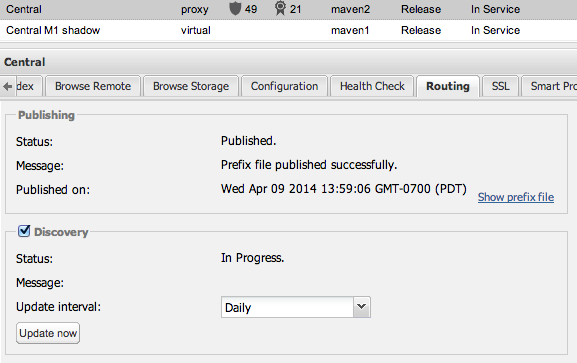 Central proxy 49 21 maven2 Release In Service
Central M1 shadow virtual maven1 Release In Service
Central
dex Browse Remote Browse Storage Configuration Health Check Routing SSL Smart Pro
Publishing
Status: Published.
Message: Prefix file published successfully.
Published on: Wed Apr 09 2014 13:59:06 GMT-0700 (PDT)
Show prefix file
Discovery
Status: In Progress.
Message:
Update interval: Daily
Update now